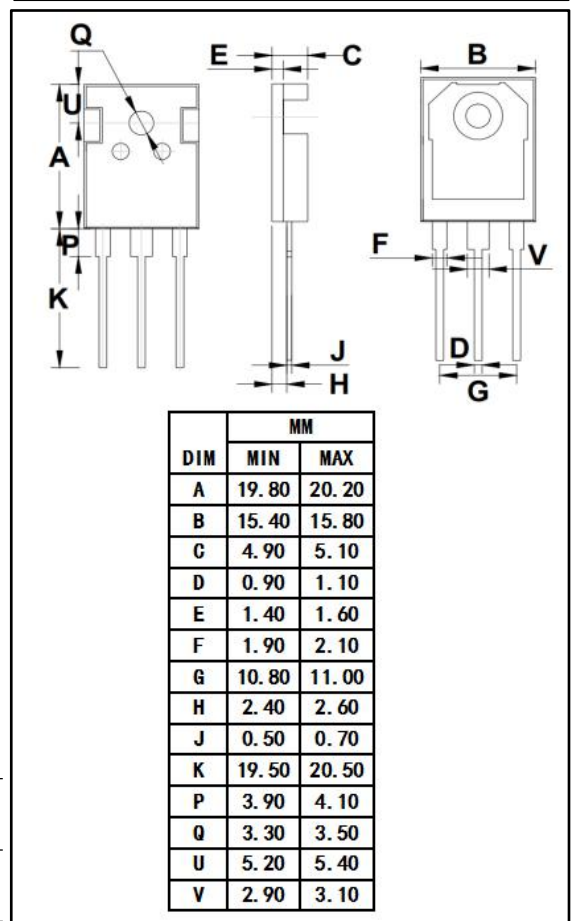 Q
E C B
U
A
P
F V
K
J D
H G
MM
DIM MIN MAX
A 19.80 20.20
B 15.40 15.80
C 4.90 5.10
D 0.90 1.10
E 1.40 1.60
F 1.90 2.10
G 10.80 11.00
H 2.40 2.60
J 0.50 0.70
K 19.50 20.50
P 3.90 4.10
Q 3.30 3.50
U 5.20 5.40
V 2.90 3.10